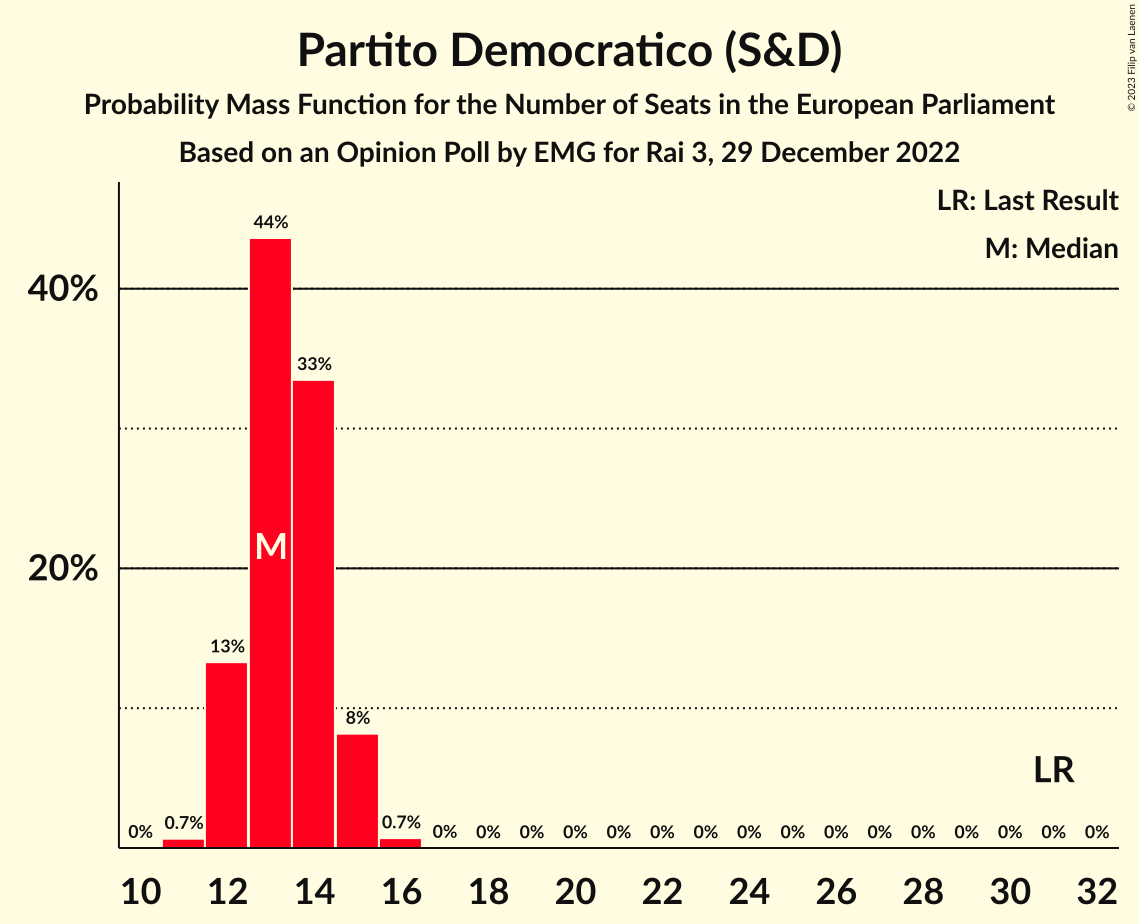 Partito Democratico (S&D)
Probability Mass Function for the Number of Seats in the European Parliament
Based on an Opinion Poll by EMG for Rai 3, 29 December 2022
© 2023 Filip van Laenen
LR: Last Result
M: Median
40%
20%
44%
33%
M
13%
8%
LR
0% 0.7% 0.7% 0% 0% 0% 0% 0% 0% 0% 0% 0% 0% 0% 0% 0% 0% 0%
10 12 14 16 18 20 22 24 26 28 30 32